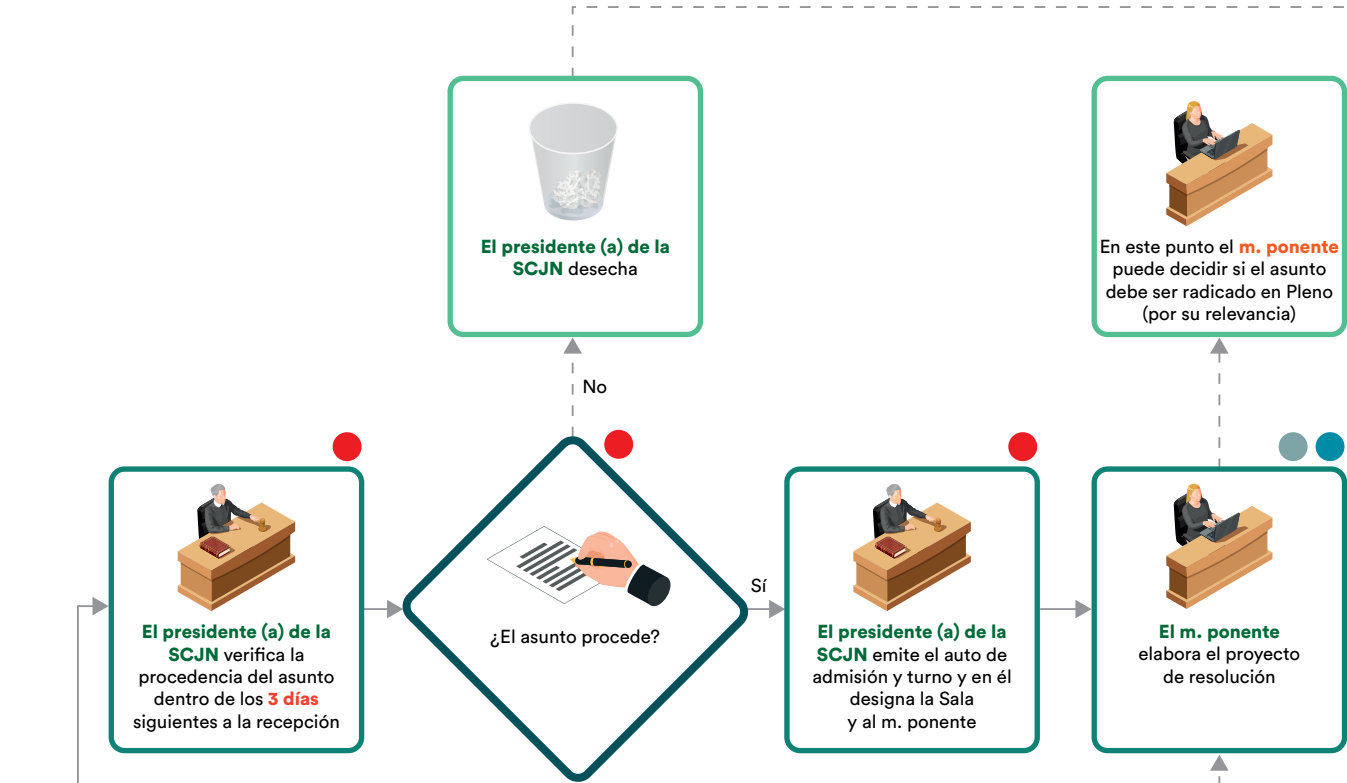 El presidente (a) de la
SCJN desecha
En este punto el m. ponente
puede decidir si el asunto
debe ser radicado en Pleno
(por su relevancia)
No
El presidente (a) de la
SCJN verifica la
procedencia del asunto
dentro de los 3 días
siguientes a la recepción
¿El asunto procede?
Sí
El presidente (a) de la
SCJN emite el auto de
admisión y turno y en él
designa la Sala
y al m. ponente
El m. ponente
elabora el proyecto
de resolución